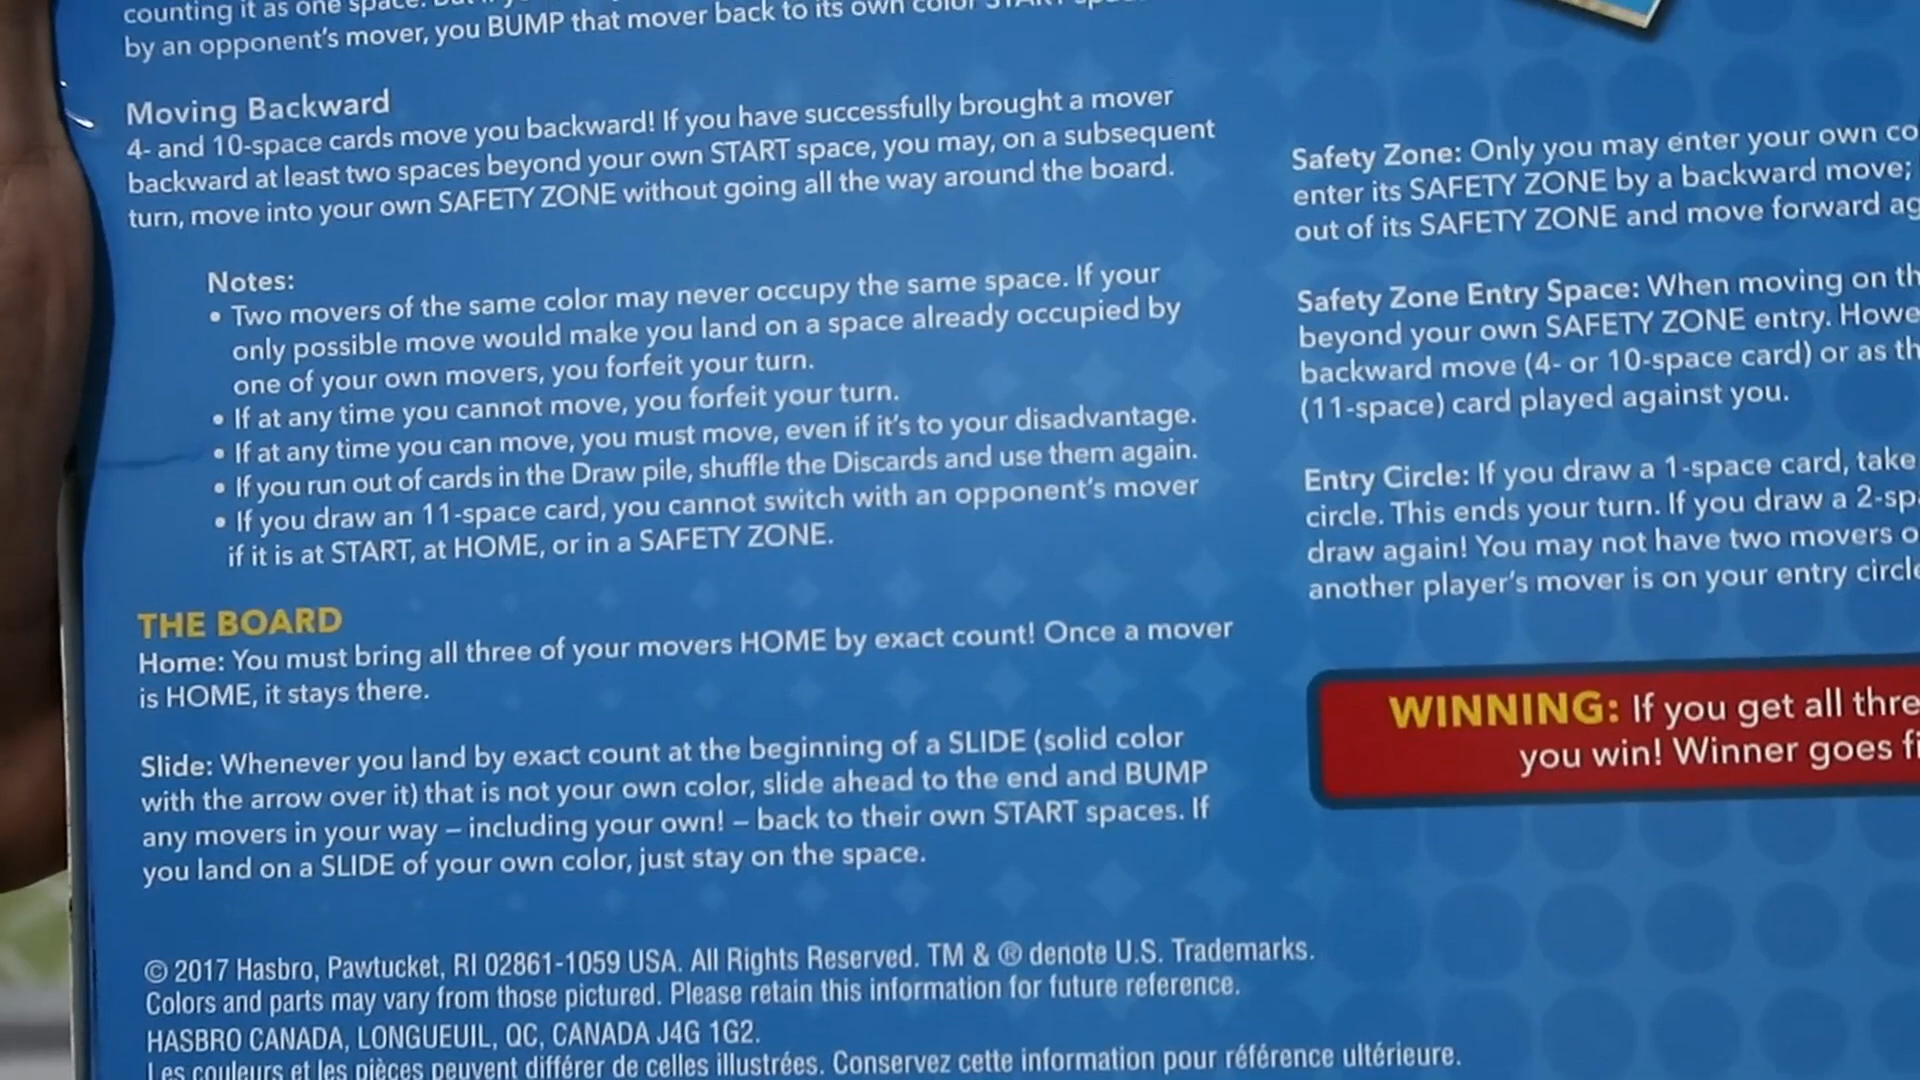 counting it as one space.
by an opponent's mover, you BUMP that mover back to its own color START
Moving Backward
4- and 10-space cards move you backward! If you have successfully brought a mover
backward at least two spaces beyond your own START space, you may, on a subsequent
turn, move into your own SAFETY ZONE without going all the way around the board.
Notes:
• Two movers of the same color may never occupy the same space. If your
only possible move would make you land on a space already occupied by
one of your own movers, you forfeit your turn.
• If at any time you cannot move, you forfeit your turn.
• If at any time you can move, you must move, even if it's to your disadvantage.
• If you run out of cards in the Draw pile, shuffle the Discards and use them again.
• If you draw an 11-space card, you cannot switch with an opponent's mover
if it is at START, at HOME, or in a SAFETY ZONE.
THE BOARD
Home: You must bring all three of your movers HOME by exact count! Once a mover
is HOME, it stays there.
Slide: Whenever you land by exact count at the beginning of a SLIDE (solid color
with the arrow over it) that is not your own color, slide ahead to the end and BUMP
any movers in your way – including your own! – back to their own START spaces. If
you land on a SLIDE of your own color, just stay on the space.
© 2017 Hasbro, Pawtucket, RI 02861-1059 USA. All Rights Reserved. TM & ® denote U.S. Trademarks.
Colors and parts may vary from those pictured. Please retain this information for future reference.
HASBRO CANADA, LONGUEUIL, QC, CANADA J4G 1G2.
Les couleurs et les pièces peuvent différer de celles illustrées. Conservez cette information pour référence ultérieure.
Safety Zone: Only you may enter your own co
enter its SAFETY ZONE by a backward move;
out of its SAFETY ZONE and move forward ag
Safety Zone Entry Space: When moving on th
beyond your own SAFETY ZONE entry. Howe
backward move (4- or 10-space card) or as th
(11-space) card played against you.
Entry Circle: If you draw a 1-space card, take
circle. This ends your turn. If you draw a 2-sp
draw again! You may not have two movers o
another player's mover is on your entry circle
WINNING: If you get all thre
you win! Winner goes fi